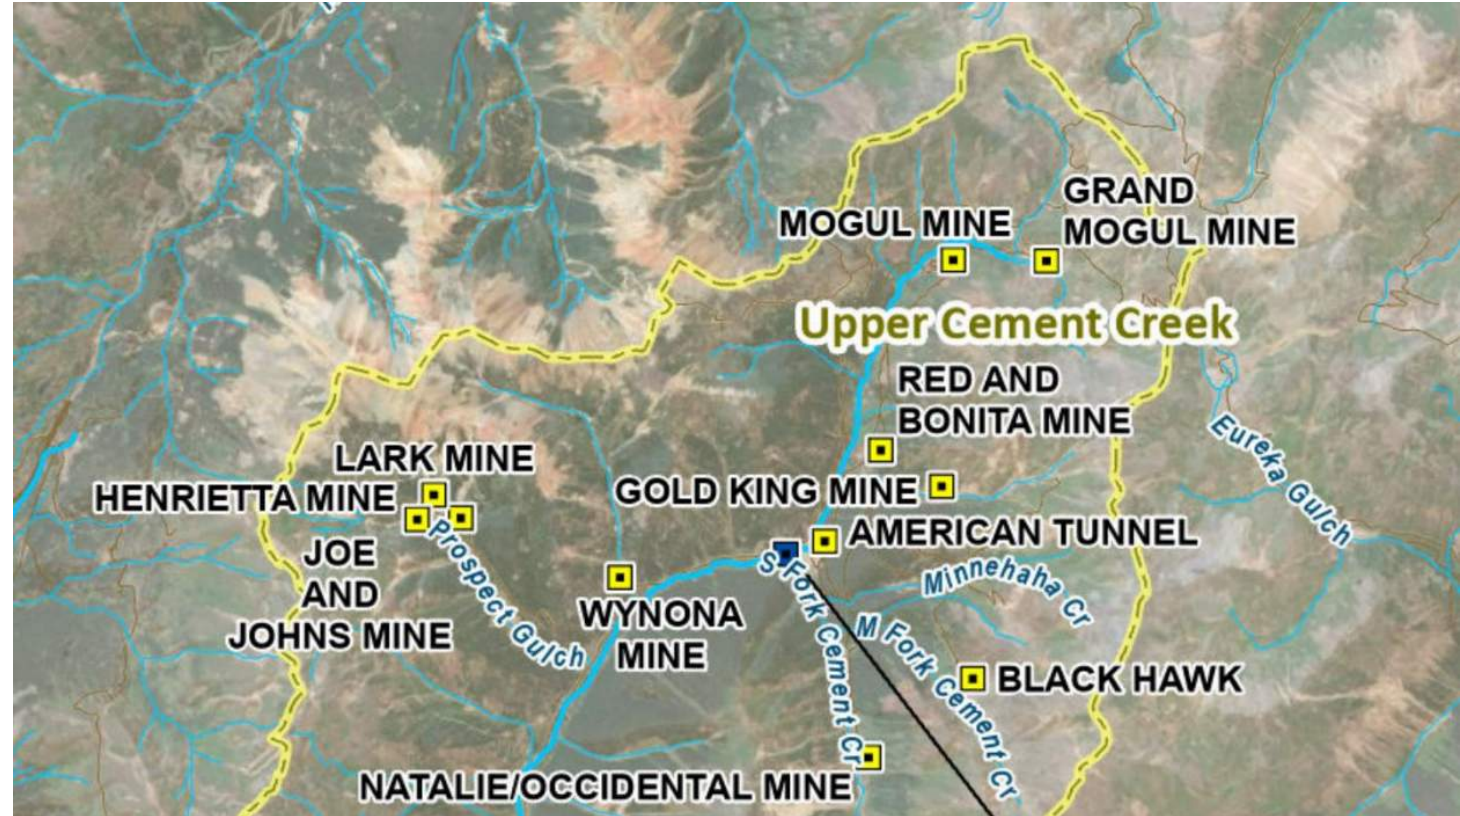 GRAND
MOGUL MINE
MOGUL MINE
Upper Cement Creek
RED AND
BONITA MINE
Eureka Gulch
LARK MINE
HENRIETTA MINE
GOLD KING MINE
JOE
AND
JOHNS MINE
Prospect Gulch
AMERICAN TUNNEL
S Fork Cement Cr
Minnehaha Cr
WYNONA
MINE
M Fork Cement Cr
BLACK HAWK
NATALIE/OCCIDENTAL MINE